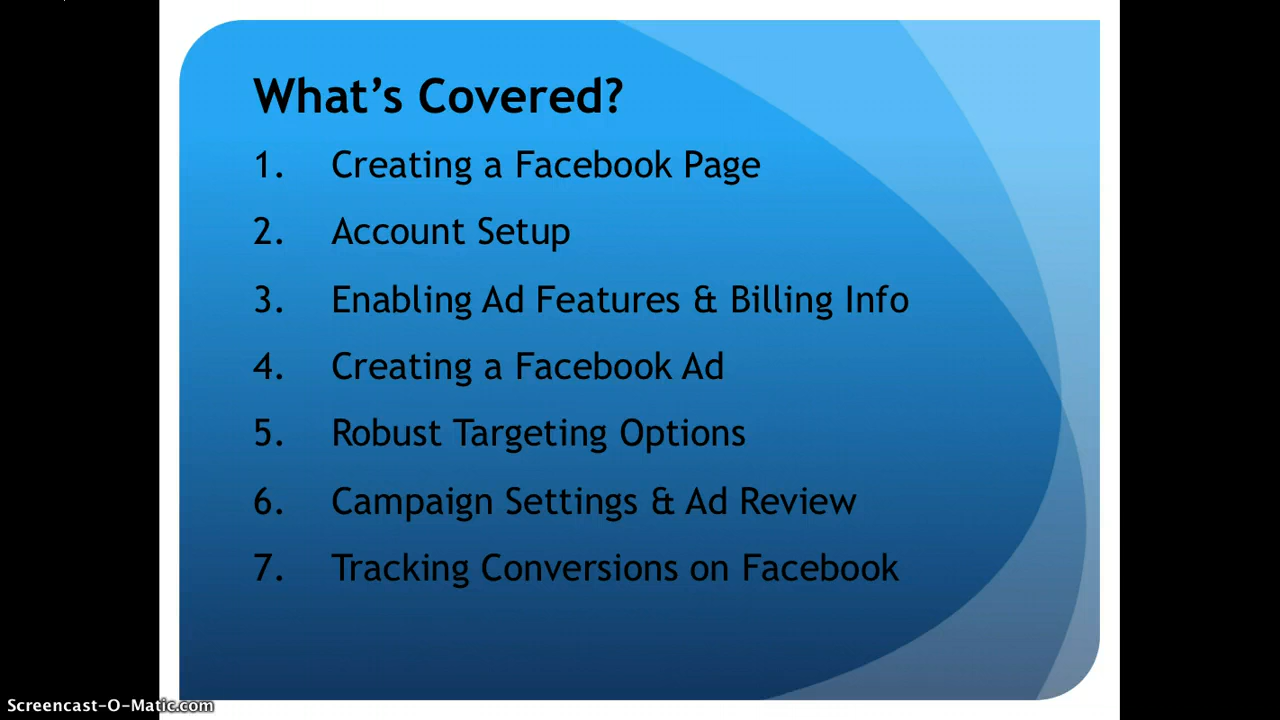 What's Covered?
1. Creating a Facebook Page
2. Account Setup
3. Enabling Ad Features & Billing Info
4. Creating a Facebook Ad
5. Robust Targeting Options
6. Campaign Settings & Ad Review
7. Tracking Conversions on Facebook
Screencast-O-Matic.com